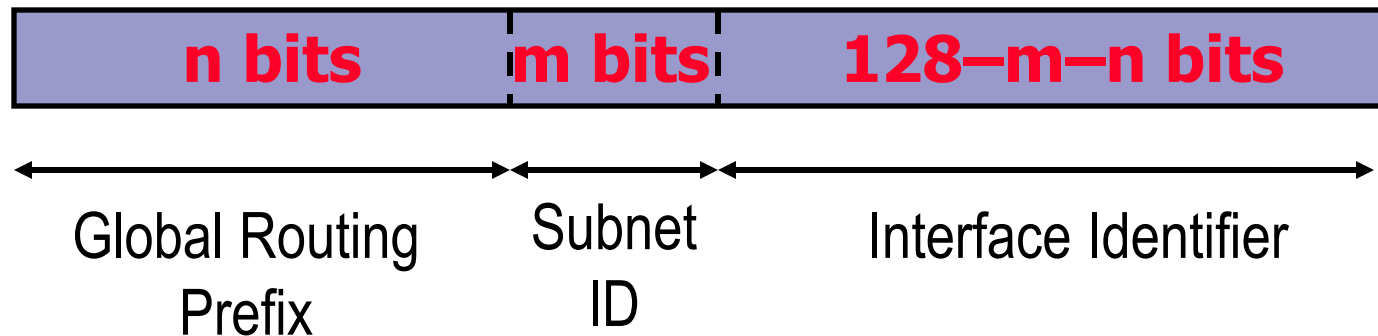 n bits m bits 128–m–n bits
Global Routing Prefix
Subnet ID
Interface Identifier